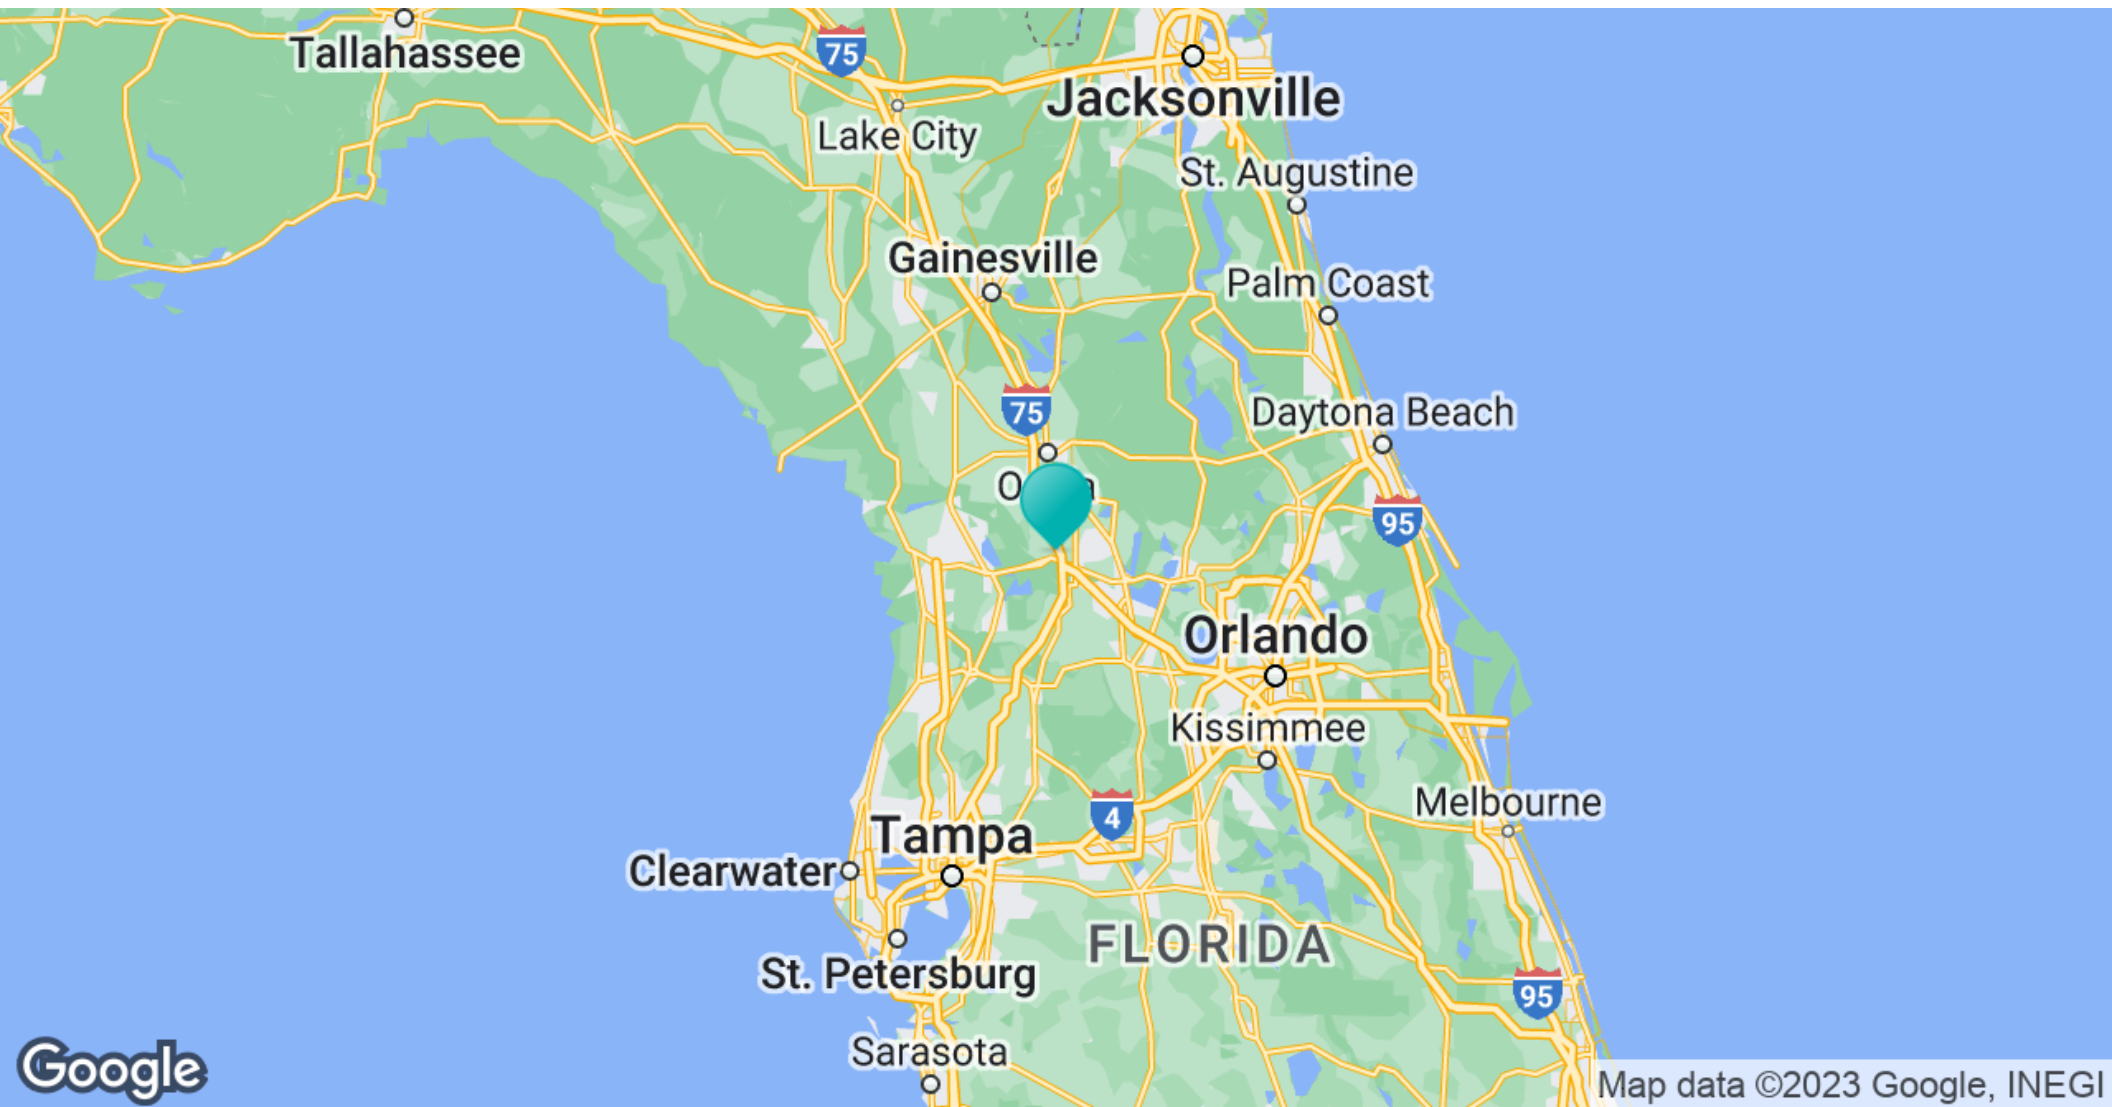 Tallahassee
75
Jacksonville
Lake City
St. Augustine
Gainesville
Palm Coast
75
Daytona Beach
95
Orlando
Kissimmee
Melbourne
4
Tampa
Clearwater
FLORIDA
St. Petersburg
95
Sarasota
Google
Map data ©2023 Google, INEGI